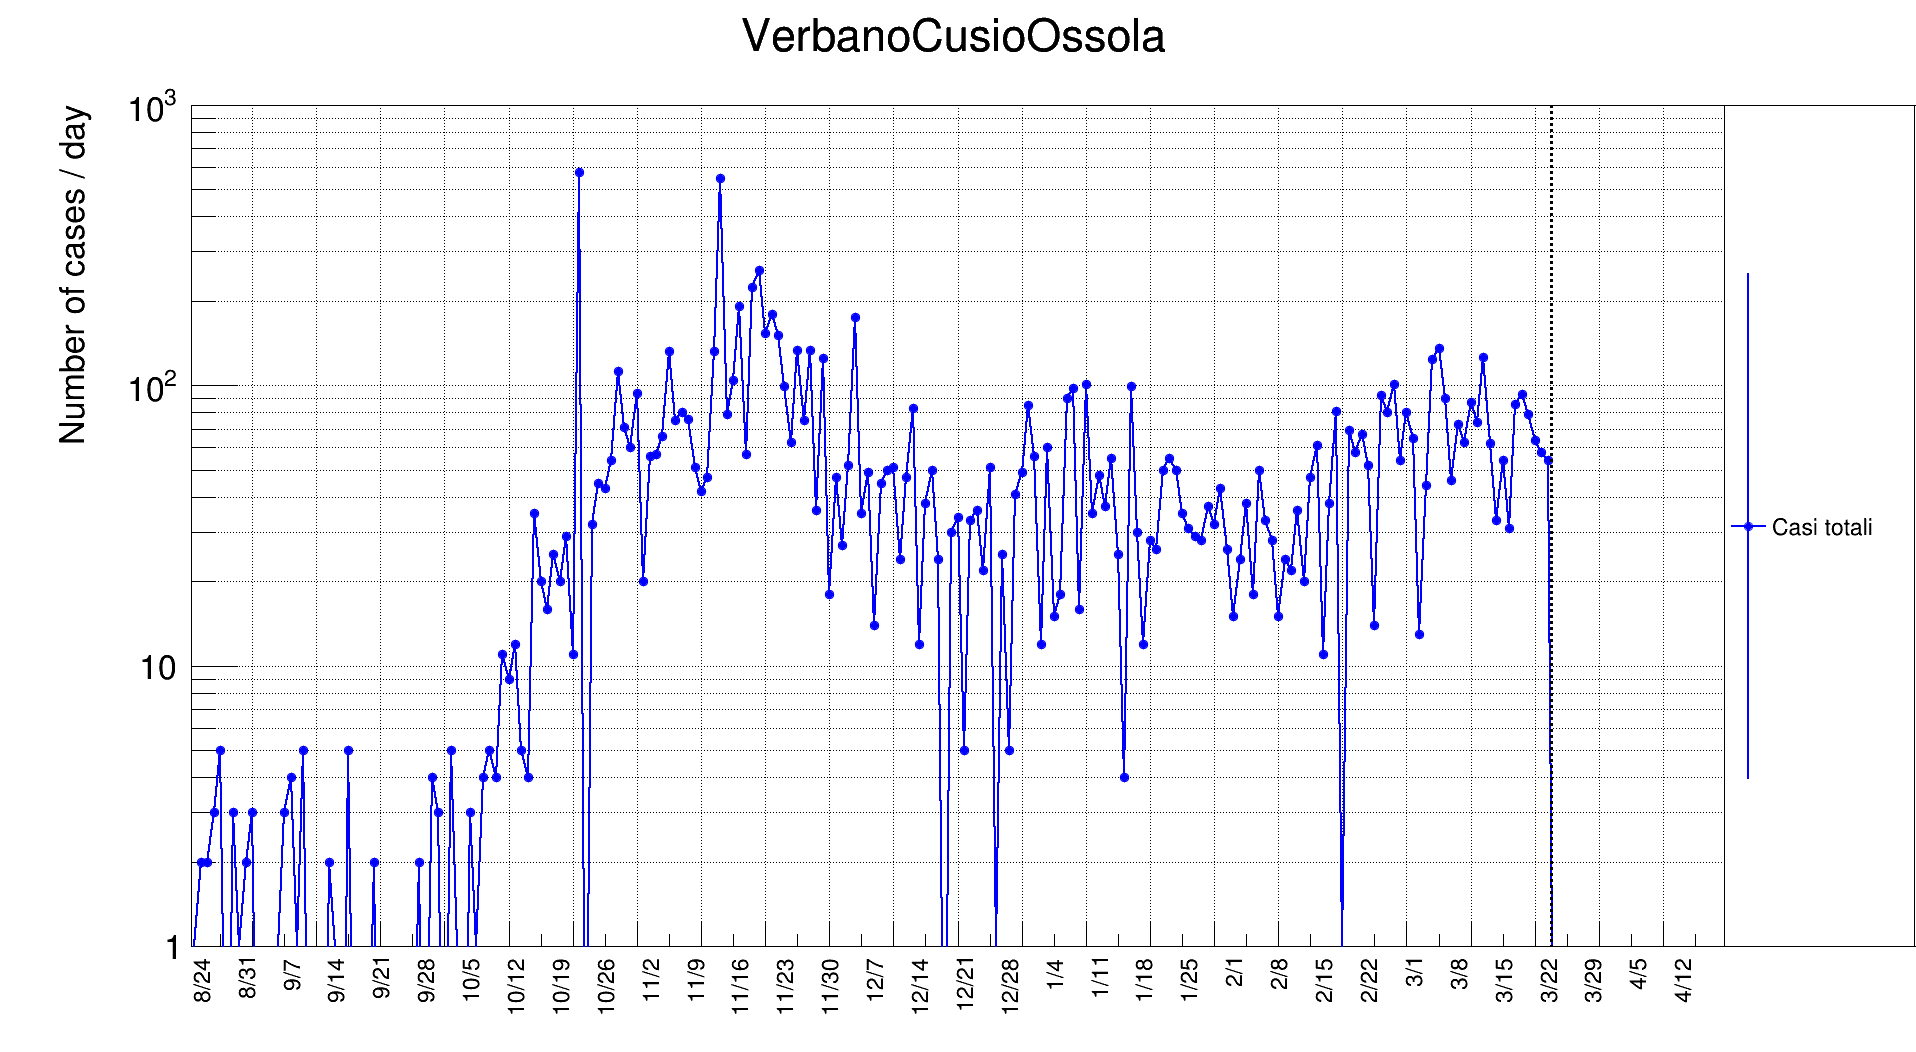 VerbanoCusioOssola
Number of cases / day
10³
10²
10
1
8/24 8/31 9/7 9/14 9/21 9/28 10/5 10/12 10/19 10/26 11/2 11/9 11/16 11/23 11/30 12/7 12/14 12/21 12/28 1/4 1/11 1/18 1/25 2/1 2/8 2/15 2/22 3/1 3/8 3/15 3/22 3/29 4/5 4/12
Casi totali